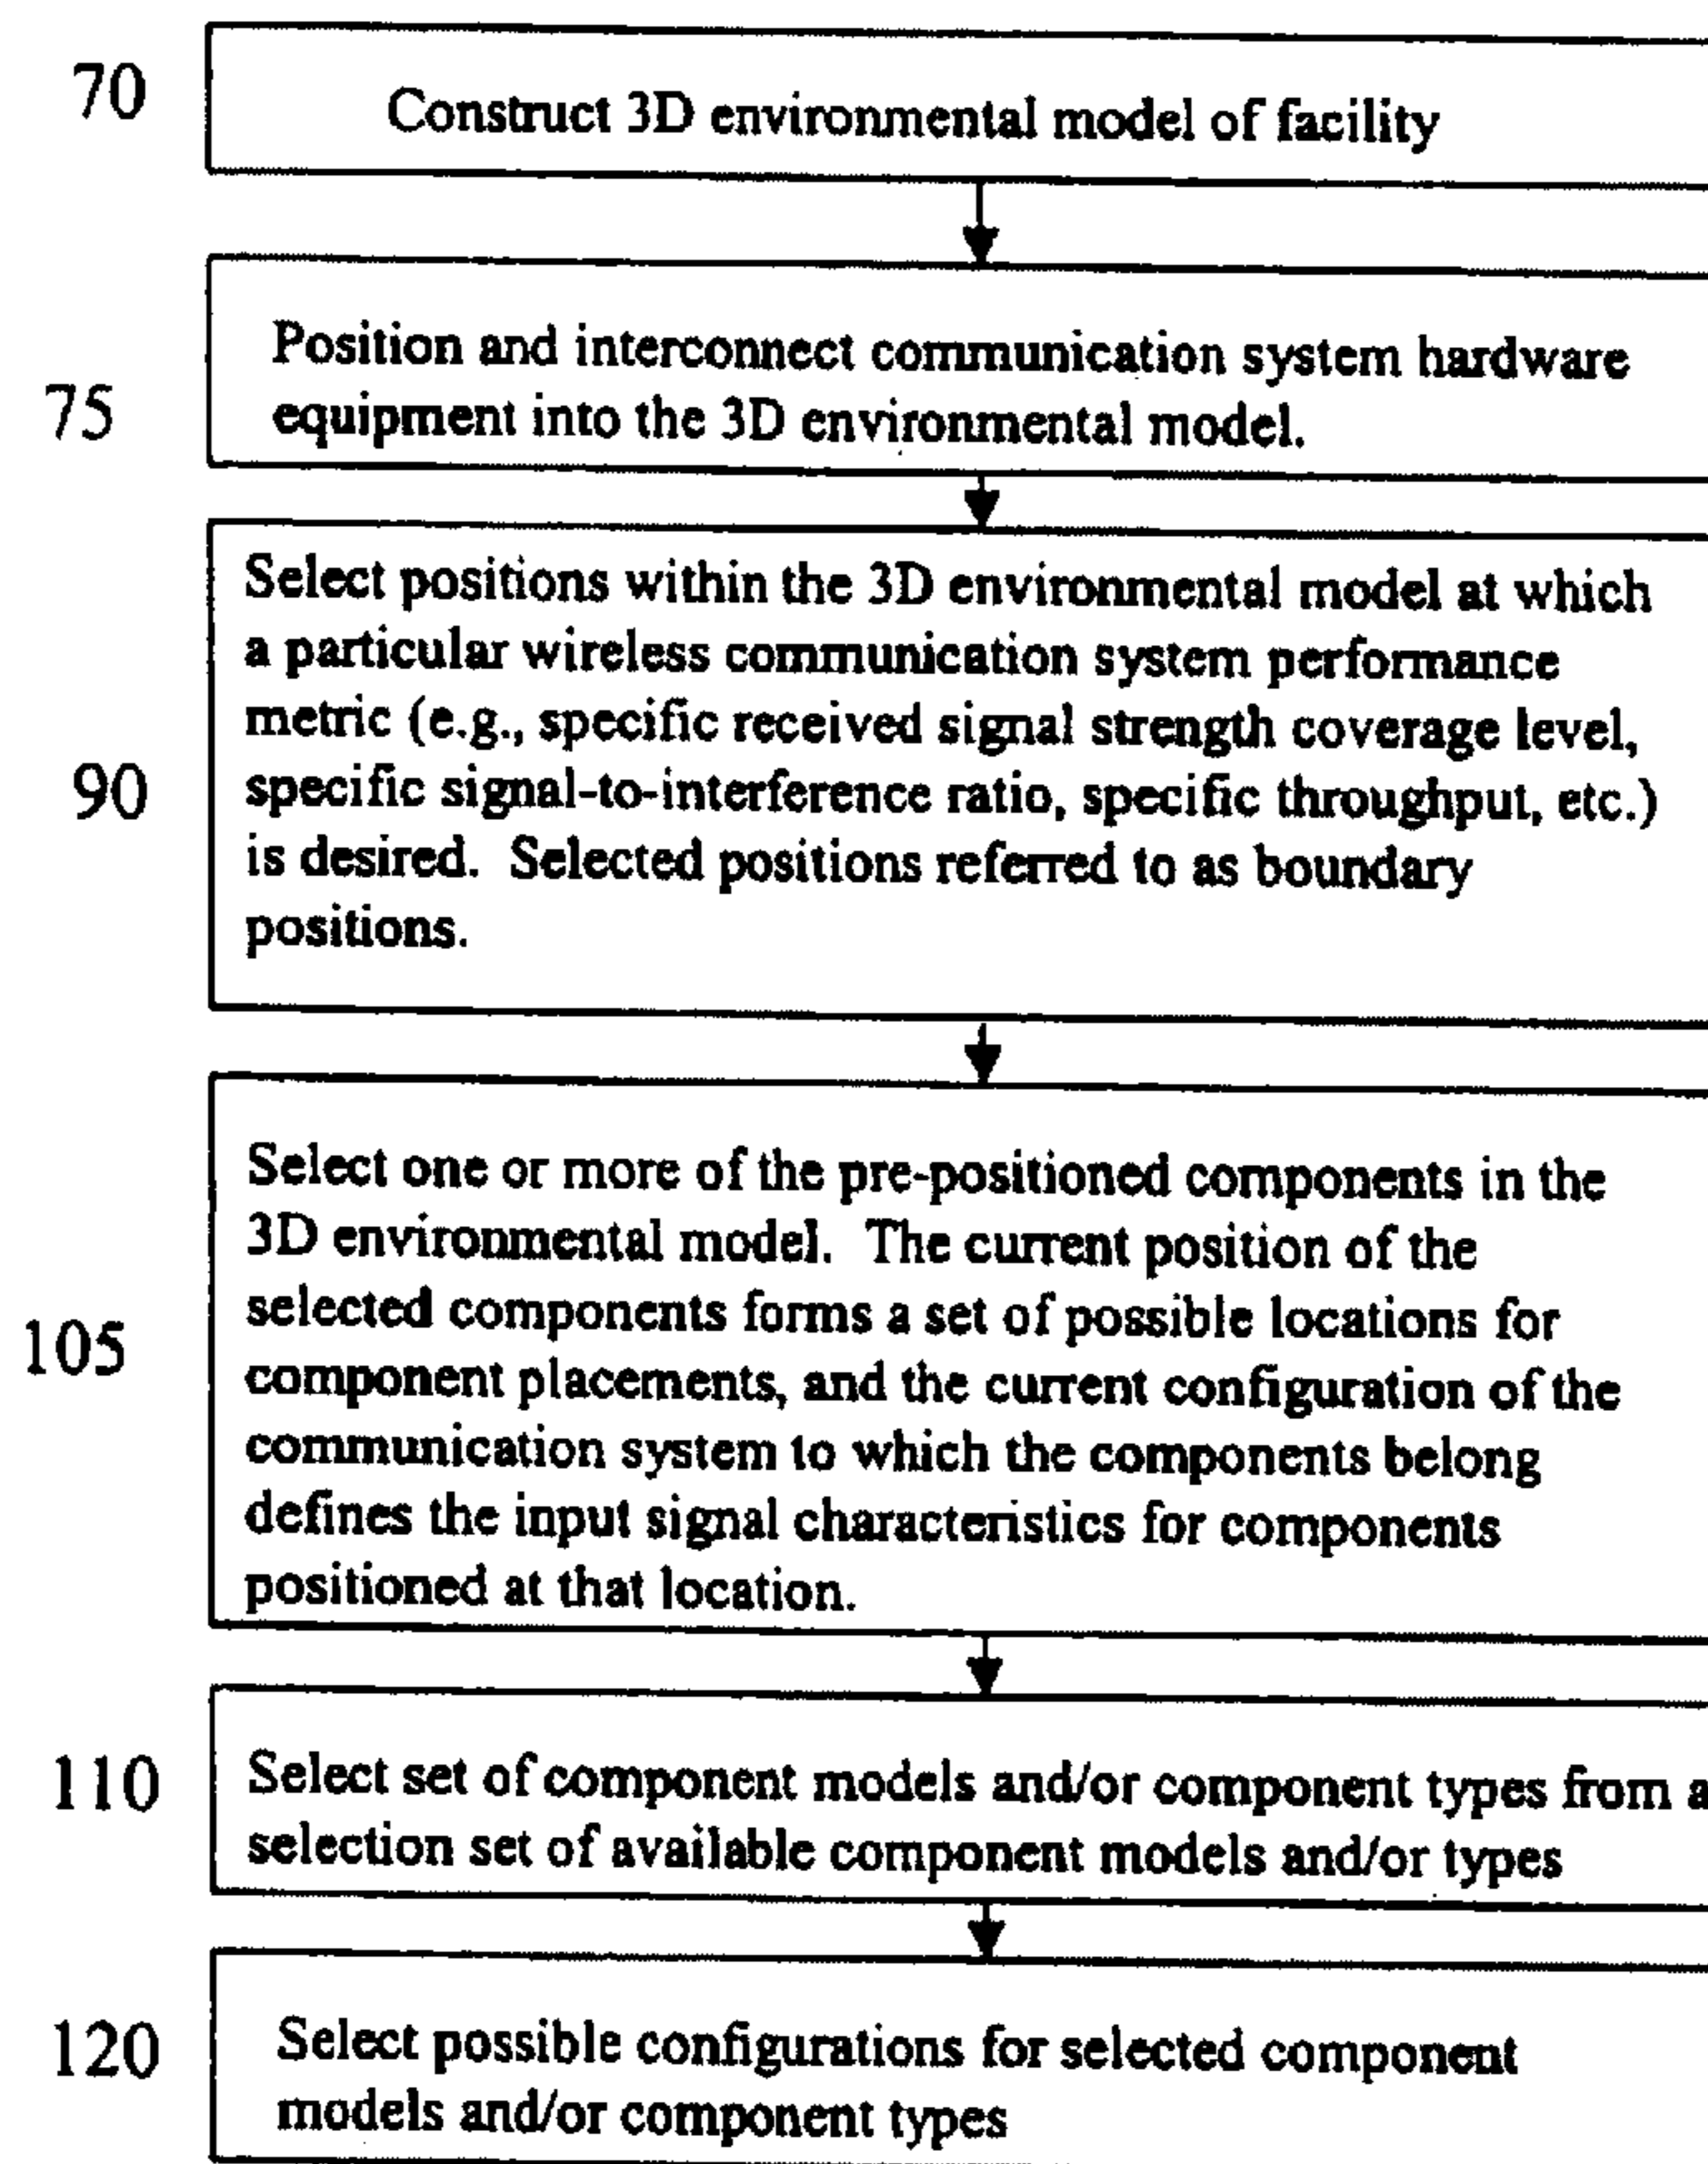 70
Construct 3D environmental model of facility
75
Position and interconnect communication system hardware
equipment into the 3D environmental model.
90
Select positions within the 3D environmental model at which
a particular wireless communication system performance
metric (e.g., specific received signal strength coverage level,
specific signal-to-interference ratio, specific throughput, etc.)
is desired.  Selected positions referred to as boundary
positions.
105
Select one or more of the pre-positioned components in the
3D environmental model.  The current position of the
selected components forms a set of possible locations for
component placements, and the current configuration of the
communication system to which the components belong
defines the input signal characteristics for components
positioned at that location.
110
Select set of component models and/or component types from a
selection set of available component models and/or types
120
Select possible configurations for selected component
models and/or component types